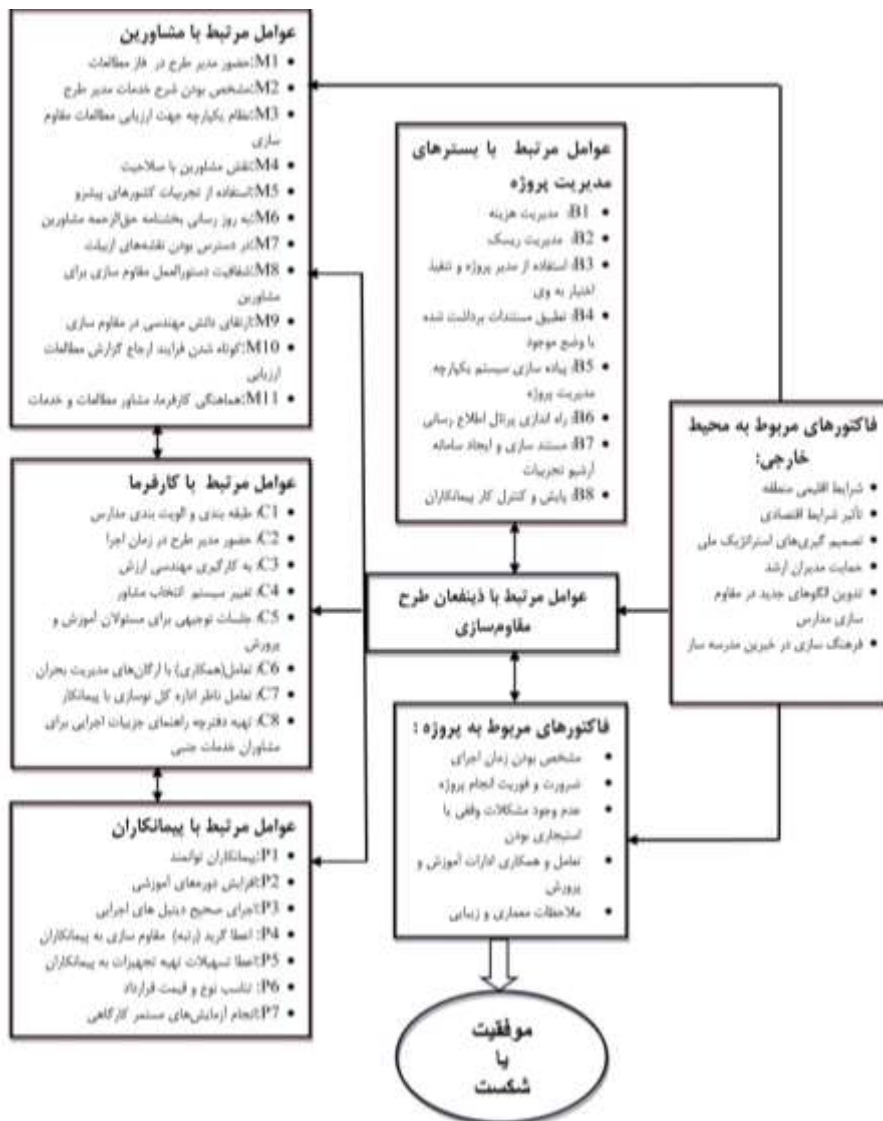 عوامل مرتبط با مشاورین
M1:حضور مدیر طرح در فاز مطالعات
M2:مشخص بودن شرح خدمات مدیر طرح
M3:نظام یکپارچه جهت ارزیابی مطالعات مقاوم
سازی
M4:نقش مشاورین با صلاحیت
M5:استفاده از تجربیات کشورهای پیشرو
M6:به روز رسانی بخشنامه حق‌الزحمه مشاورین
M7:در دسترس بودن نقشه‌های ازبیلت
M8:شفافیت دستورالعمل مقاوم سازی برای
مشاورین
M9:ارتقای دانش مهندسی در مقاوم سازی
M10:کوتاه شدن فرایند ارجاع گزارش مطالعات
ارزیابی
M11:هماهنگی کارفرما، مشاور مطالعات و خدمات
عوامل مرتبط با کارفرما
C1: طبقه بندی و الویت بندی مدارس
C2: حضور مدیر طرح در زمان اجرا
C3: به کارگیری مهندسی ارزش
C4: تغییر سیستم انتخاب مشاور
C5: جلسات توجیهی برای مسئولان آموزش و
پرورش
C6: تعامل(همکاری) با ارگان‌های مدیریت بحران
C7: تعامل ناظر اداره کل نوسازی با پیمانکار
C8: تهیه دفترچه راهنمای جزییات اجرایی برای
مشاوران خدمات جنبی
عوامل مرتبط با پیمانکاران
P1:پیمانکاران توانمند
P2:افزایش دوره‌های آموزشی
P3:اجرای صحیح دیتیل های اجرایی
P4: اعطا گرید (رتبه) مقاوم سازی به پیمانکاران
P5:اعطا تسهیلات تهیه تجهیزات به پیمانکاران
P6: تناسب نوع و قیمت قرارداد
P7:انجام آزمایش‌های مستمر کارگاهی
عوامل مرتبط با بسترهای
مدیریت پروژه
B1: مدیریت هزینه
B2: مدیریت ریسک
B3: استفاده از مدیر پروژه و تنفیذ
اختیار به وی
B4: تطبیق مستندات برداشت شده
با وضع موجود
B5: پیاده سازی سیستم یکپارچه
مدیریت پروژه
B6: راه اندازی پرتال اطلاع رسانی
B7: مستند سازی و ایجاد سامانه
آرشیو تجربیات
B8: پایش و کنترل کار پیمانکاران
عوامل مرتبط با ذینفعان طرح
مقاوم‌سازی
فاکتورهای مربوط به پروژه :
مشخص بودن زمان اجرای
ضرورت و فوریت انجام پروژه
عدم وجود مشکلات وقفی یا
استیجاری بودن
تعامل و همکاری ادارات آموزش و
پرورش
ملاحظات معماری و زیبایی
موفقیت
یا
شکست
فاکتورهای مربوط به محیط
خارجی:
شرایط اقلیمی منطقه
تأثیر شرایط اقتصادی
تصمیم گیری‌های استراتژیک ملی
حمایت مدیران ارشد
تدوین الگوهای جدید در مقاوم
سازی مدارس
فرهنگ سازی در خیرین مدرسه ساز